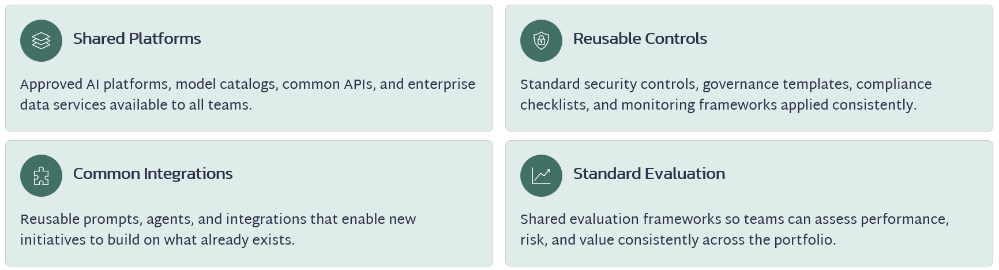 Shared Platforms
Approved AI platforms, model catalogs, common APIs, and enterprise
data services available to all teams.
Reusable Controls
Standard security controls, governance templates, compliance
checklists, and monitoring frameworks applied consistently.
Common Integrations
Reusable prompts, agents, and integrations that enable new
initiatives to build on what already exists.
Standard Evaluation
Shared evaluation frameworks so teams can assess performance,
risk, and value consistently across the portfolio.